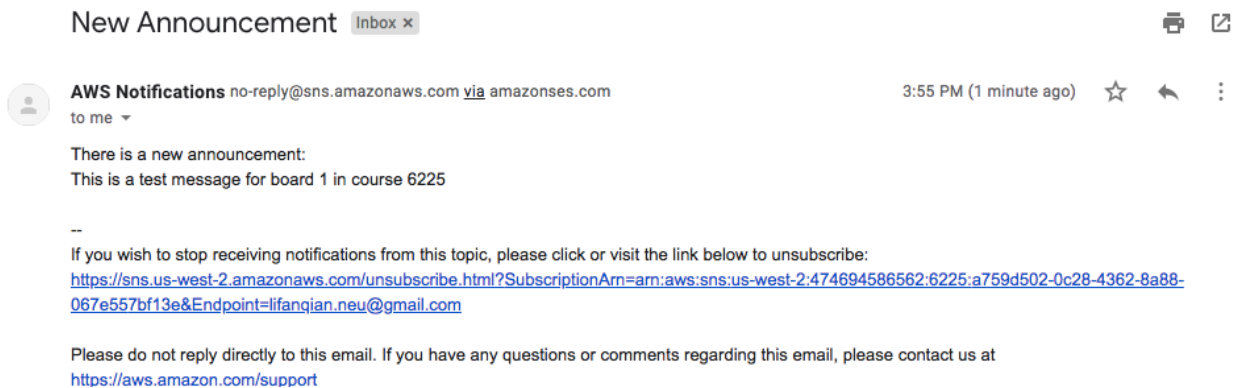 New Announcement Inbox ×
AWS Notifications no-reply@sns.amazonaws.com via amazonses.com 3:55 PM (1 minute ago)
to me
There is a new announcement:
This is a test message for board 1 in course 6225
--
If you wish to stop receiving notifications from this topic, please click or visit the link below to unsubscribe:
https://sns.us-west-2.amazonaws.com/unsubscribe.html?SubscriptionArn=arn:aws:sns:us-west-2:474694586562:6225:a759d502-0c28-4362-8a88-
067e557bf13e&Endpoint=lifanqian.neu@gmail.com
Please do not reply directly to this email. If you have any questions or comments regarding this email, please contact us at
https://aws.amazon.com/support